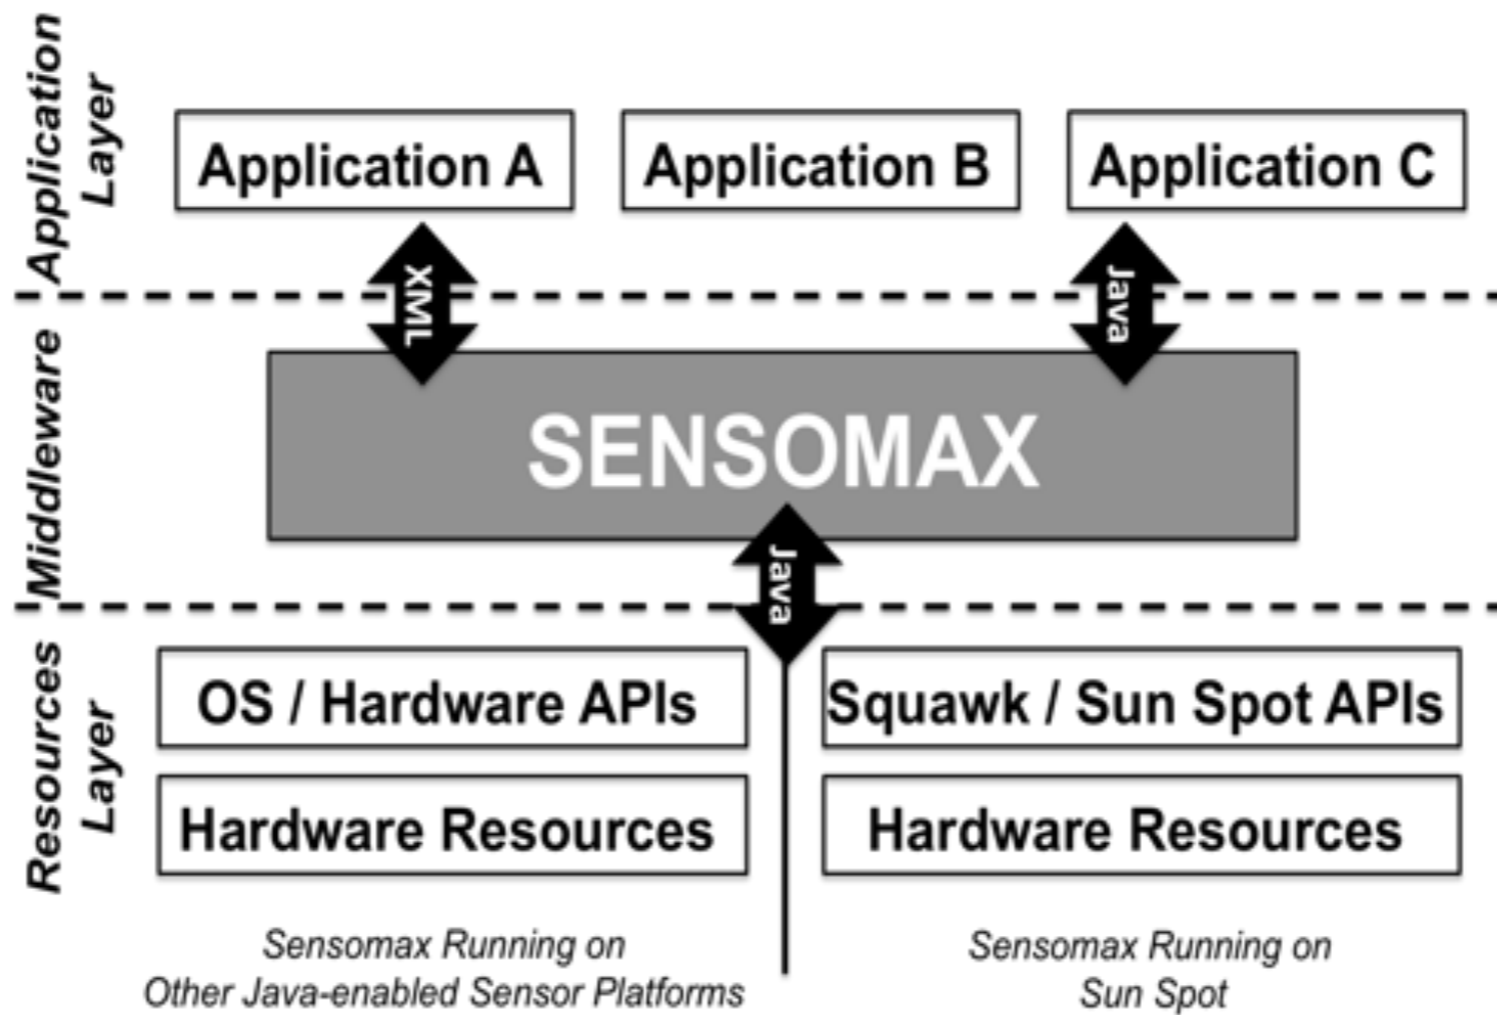 Application
Layer
Application A
Application B
Application C
XML
Java
Middleware
SENSOMAX
Java
Resources
Layer
OS / Hardware APIs
Squawk / Sun Spot APIs
Hardware Resources
Hardware Resources
Sensomax Running on
Other Java-enabled Sensor Platforms
Sensomax Running on
Sun Spot